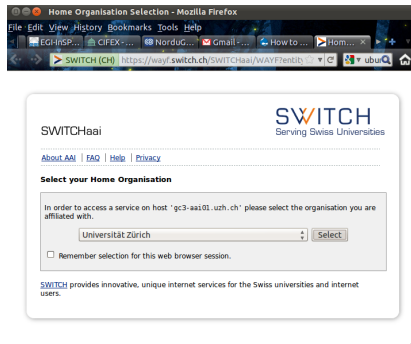 Home Organisation Selection - Mozilla Firefox
File Edit View History Bookmarks Tools Help
EGI-InSP... CIFEX-... NorduG... Gmail-... How to ... Hom...
SWITCH (CH) https://wayf.switch.ch/SWITCHaai/WAYF?entity ubun
SWITCHaai
SWITCH
Serving Swiss Universities
About AAI | FAQ | Help | Privacy
Select your Home Organisation
In order to access a service on host 'gc3-aai01.uzh.ch' please select the organisation you are
affiliated with.
Universität Zürich Select
Remember selection for this web browser session.
SWITCH provides innovative, unique internet services for the Swiss universities and internet
users.